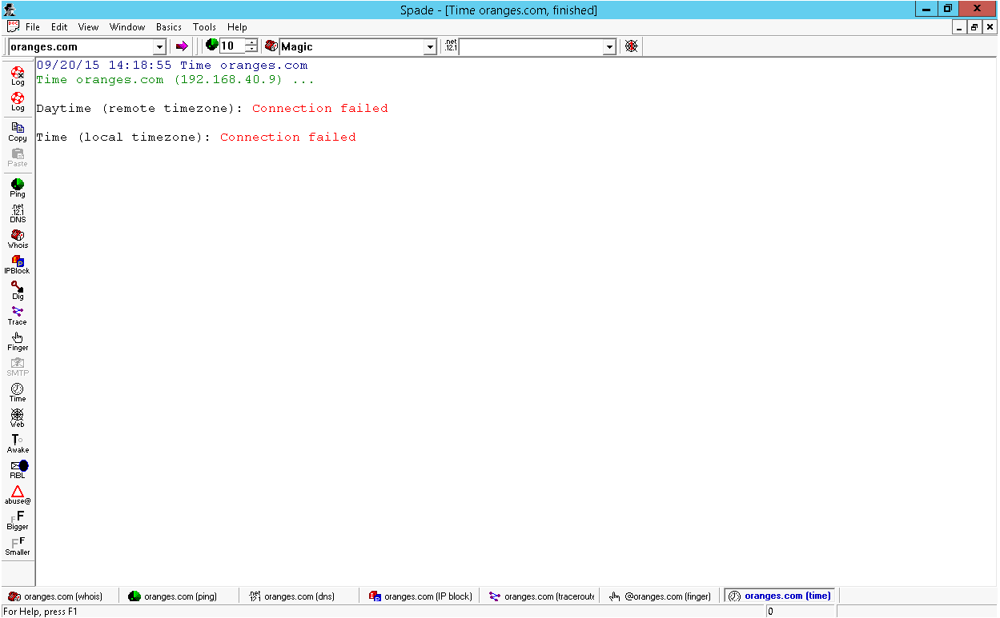 Spade - [Time oranges.com, finished]
File Edit View Window Basics Tools Help
oranges.com 10 Magic .net .12.1
09/20/15 14:18:55 Time oranges.com
Time oranges.com (192.168.40.9) ...
Daytime (remote timezone): Connection failed
Time (local timezone): Connection failed
Log
Log
Copy
Paste
Ping
.net
.12.1
DNS
Whois
IPBlock
Dig
Trace
Finger
SMTP
Time
Web
Awake
RBL
abuse@
Bigger
Smaller
oranges.com (whois) oranges.com (ping) oranges.com (dns) oranges.com (IP block) oranges.com (traceroute @oranges.com (finger) oranges.com (time)
For Help, press F1 0